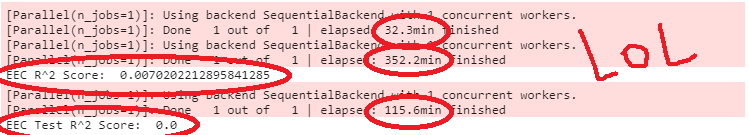 [Parallel(n_jobs=1)]: Using backend SequentialBackend with 1 concurrent workers.
[Parallel(n_jobs=1)]: Done   1 out of   1 | elapsed: 32.3min finished
[Parallel(n_jobs=1)]: Using backend SequentialBackend with 1 concurrent workers.
[Parallel(n_jobs=1)]: Done   1 out of   1 | elapsed: 352.2min finished
EEC R^2 Score:  0.0070202212895841285
[Parallel(n_jobs=1)]: Using backend SequentialBackend with 1 concurrent workers.
[Parallel(n_jobs=1)]: Done   1 out of   1 | elapsed: 115.6min finished
EEC Test R^2 Score:  0.0
LOL